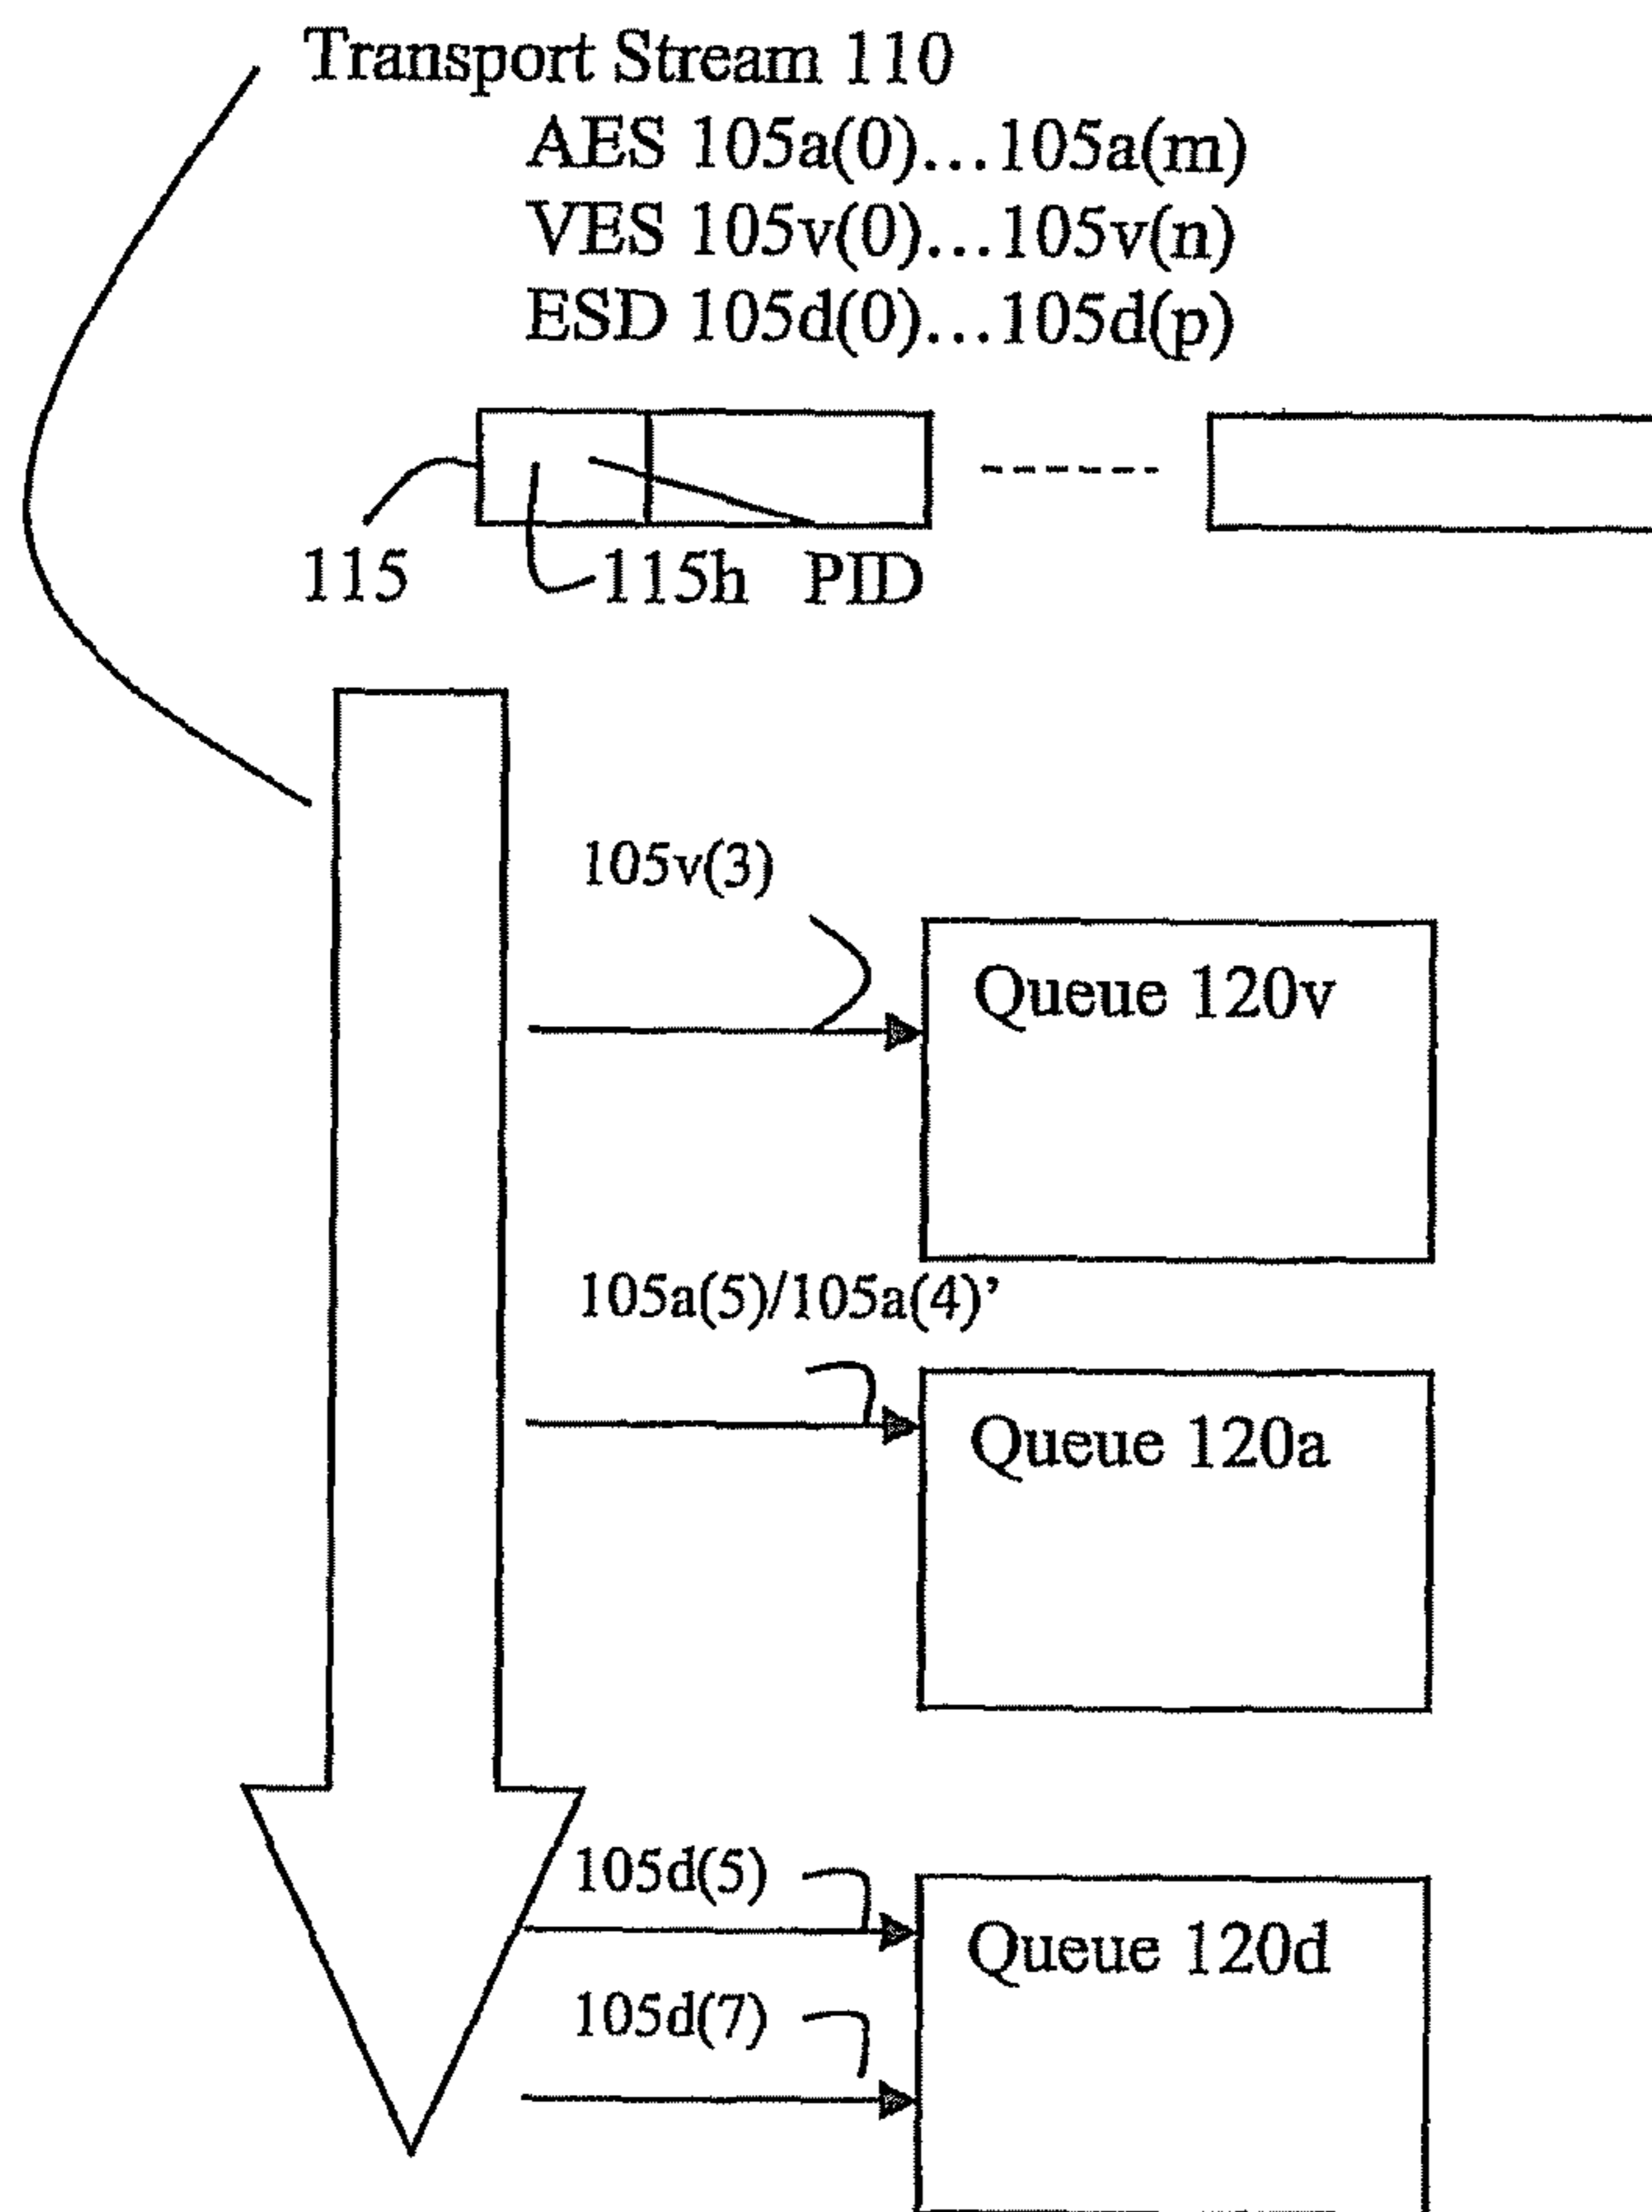 Transport Stream 110
AES 105a(0)...105a(m)
VES 105v(0)...105v(n)
ESD 105d(0)...105d(p)
115 115h PID
105v(3)
Queue 120v
105a(5)/105a(4)’
Queue 120a
105d(5)
Queue 120d
105d(7)